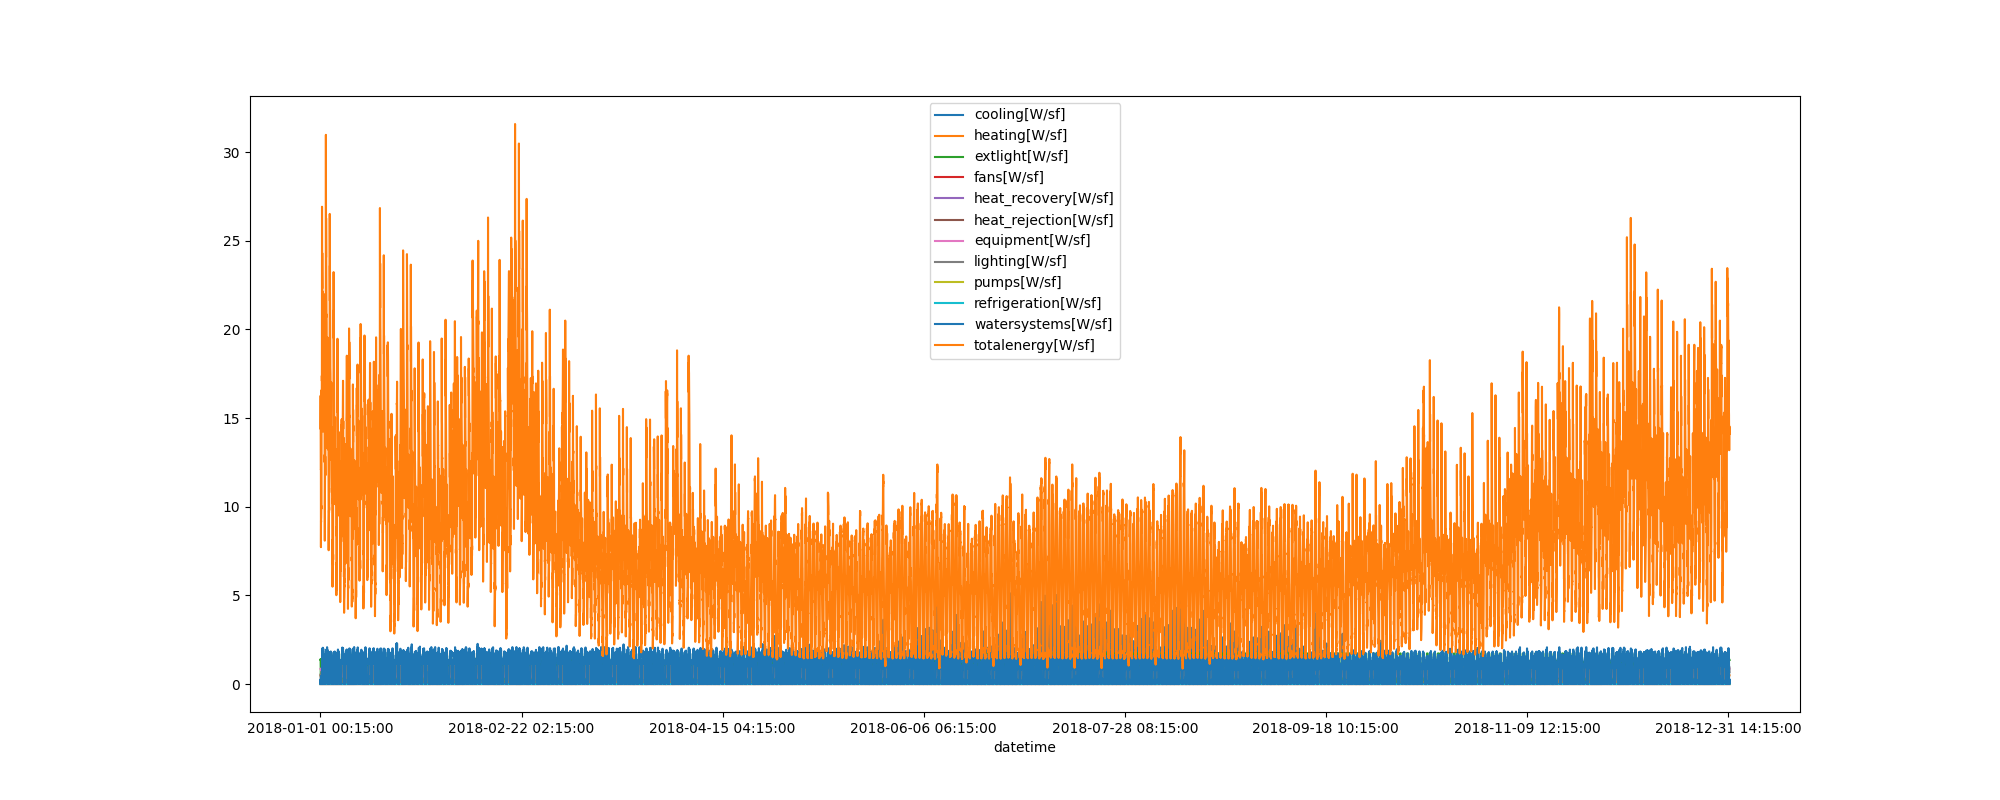 cooling[W/sf]
heating[W/sf]
extlight[W/sf]
fans[W/sf]
heat_recovery[W/sf]
heat_rejection[W/sf]
equipment[W/sf]
lighting[W/sf]
pumps[W/sf]
refrigeration[W/sf]
watersystems[W/sf]
totalenergy[W/sf]
30
25
20
15
10
5
0
2018-01-01 00:15:00 2018-02-22 02:15:00 2018-04-15 04:15:00 2018-06-06 06:15:00 2018-07-28 08:15:00 2018-09-18 10:15:00 2018-11-09 12:15:00 2018-12-31 14:15:00
datetime